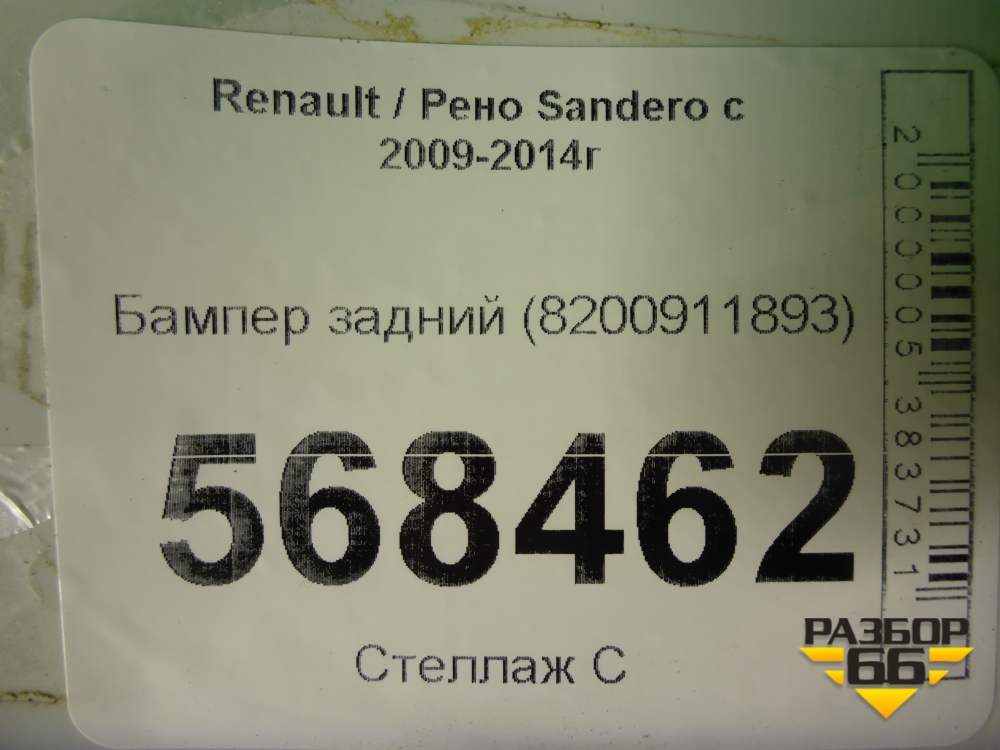 Renault / Рено Sandero с
2009-2014г
Бампер задний (8200911893)
568462
Стеллаж С
2000005383731
РАЗБОР
66